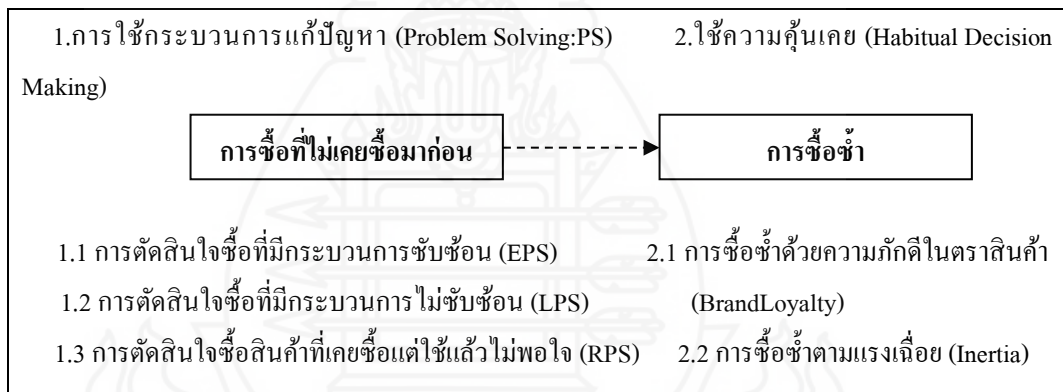 1.การใช้กระบวนการแก้ปัญหา (Problem Solving:PS) 2.ใช้ความคุ้นเคย (Habitual Decision
Making)
การซื้อที่ไม่เคยซื้อมาก่อน การซื้อซ้ำ
1.1 การตัดสินใจซื้อที่มีกระบวนการซับซ้อน (EPS) 2.1 การซื้อซ้ำด้วยความภักดีในตราสินค้า
1.2 การตัดสินใจซื้อที่มีกระบวนการไม่ซับซ้อน (LPS) (BrandLoyalty)
1.3 การตัดสินใจซื้อสินค้าที่เคยซื้อแต่ใช้แล้วไม่พอใจ (RPS) 2.2 การซื้อซ้ำตามแรงเฉื่อย (Inertia)